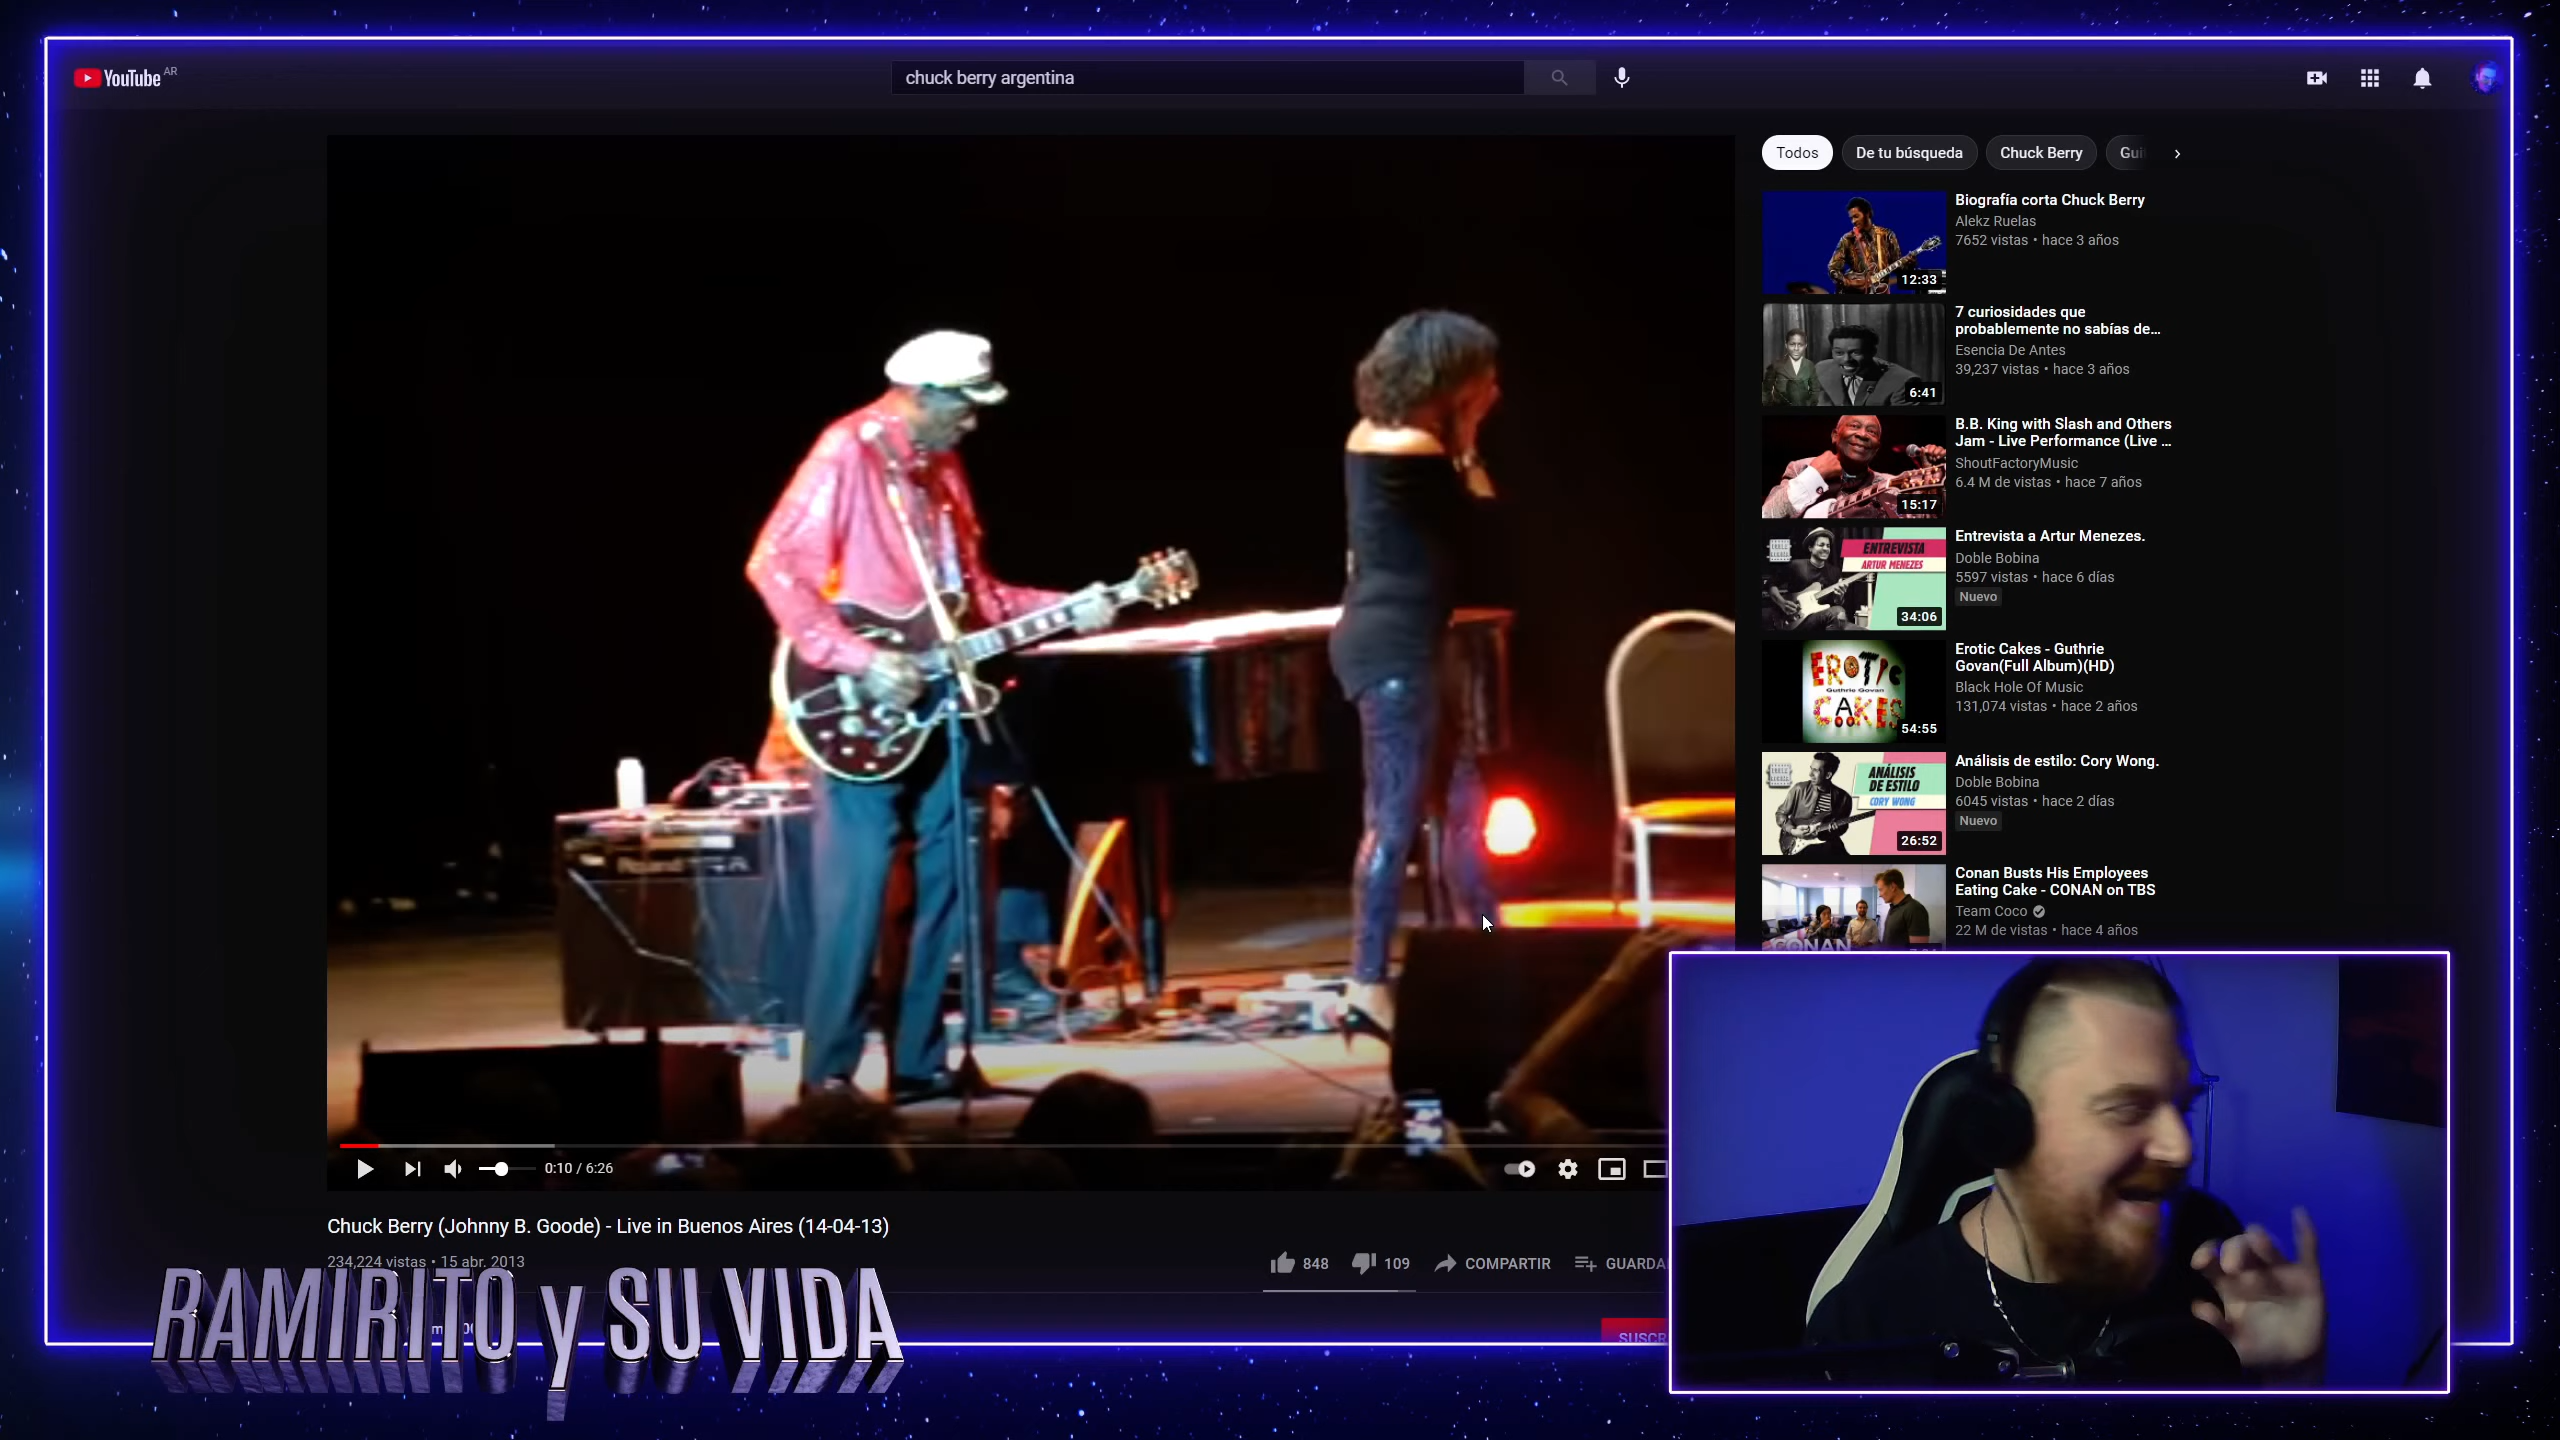 YouTube AR
chuck berry argentina
Todos
De tu búsqueda
Chuck Berry
Biografía corta Chuck Berry
Alekz Ruelas
7652 vistas • hace 3 años
12:33
7 curiosidades que
probablemente no sabías de...
Esencia De Antes
39,237 vistas • hace 3 años
6:41
B.B. King with Slash and Others
Jam - Live Performance (Live ...
ShoutFactoryMusic
6.4 M de vistas • hace 7 años
15:17
ENTREVISTA
ARTUR MENEZES
34:06
Entrevista a Artur Menezes.
Doble Bobina
5597 vistas • hace 6 días
Nuevo
EROTIC
Guthrie Govan
CAKES
54:55
Erotic Cakes - Guthrie
Govan(Full Album)(HD)
Black Hole Of Music
131,074 vistas • hace 2 años
ANÁLISIS
DE ESTILO
CORY WONG
26:52
Análisis de estilo: Cory Wong.
Doble Bobina
6045 vistas • hace 2 días
Nuevo
CONAN
Conan Busts His Employees
Eating Cake - CONAN on TBS
Team Coco
22 M de vistas • hace 4 años
Roland
0:10 / 6:26
Chuck Berry (Johnny B. Goode) - Live in Buenos Aires (14-04-13)
234,224 vistas • 15 abr. 2013
848
109
COMPARTIR
GUARDA
SUSCR
RAMIRITO y SU VIDA